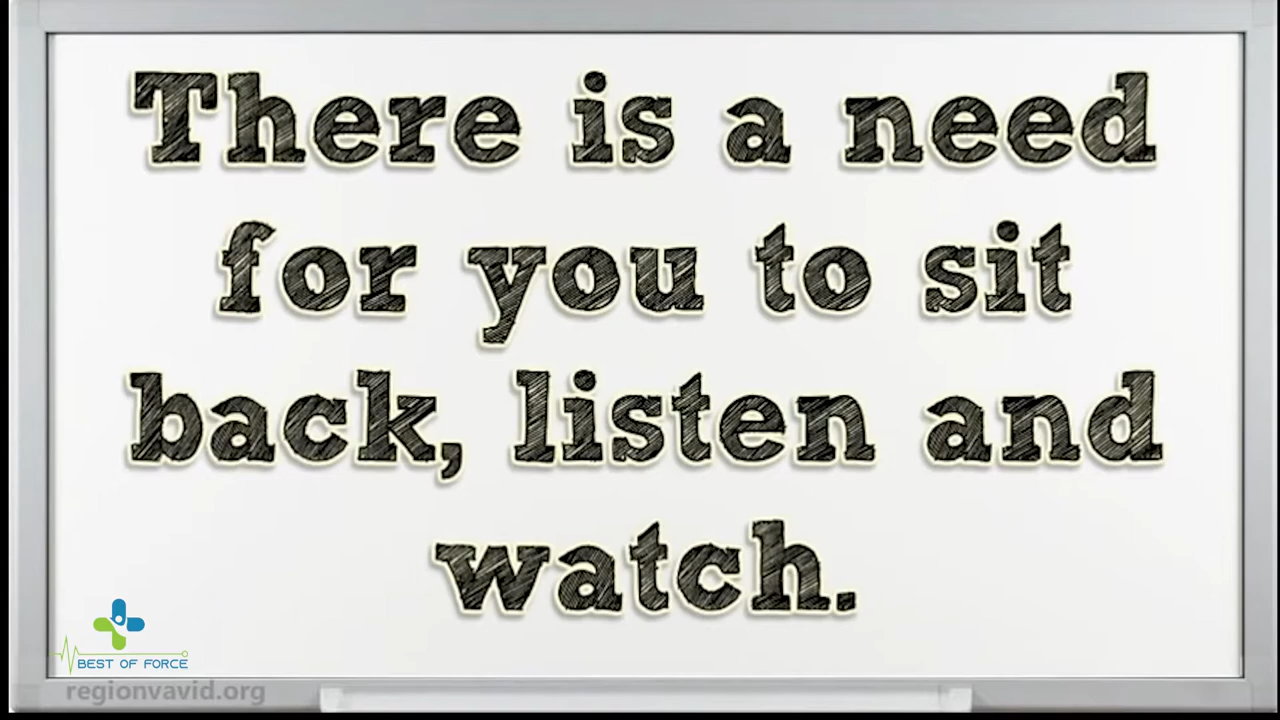 There is a need
for you to sit
back, listen and
watch.
BEST OF FORCE
regionvavid.org